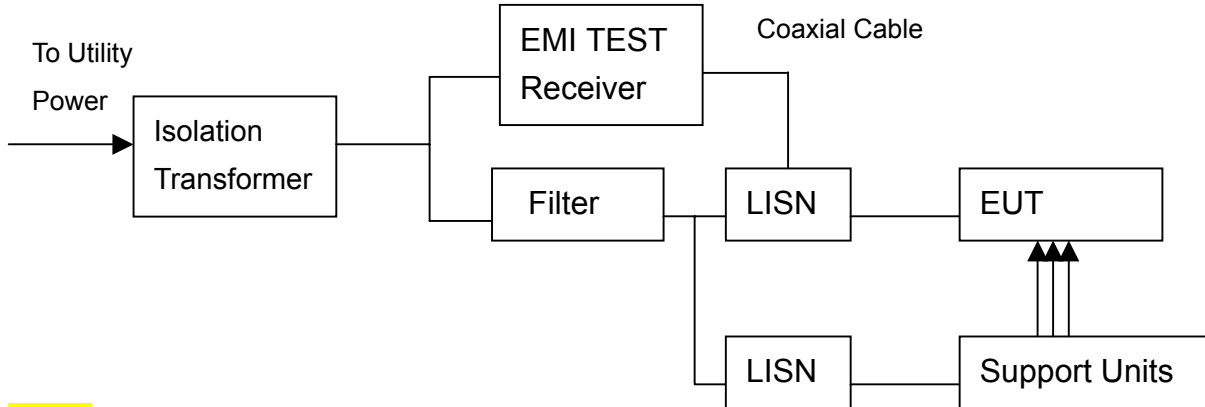 To Utility
Power
Isolation
Transformer
EMI TEST
Receiver
Coaxial Cable
Filter
LISN
EUT
LISN
Support Units